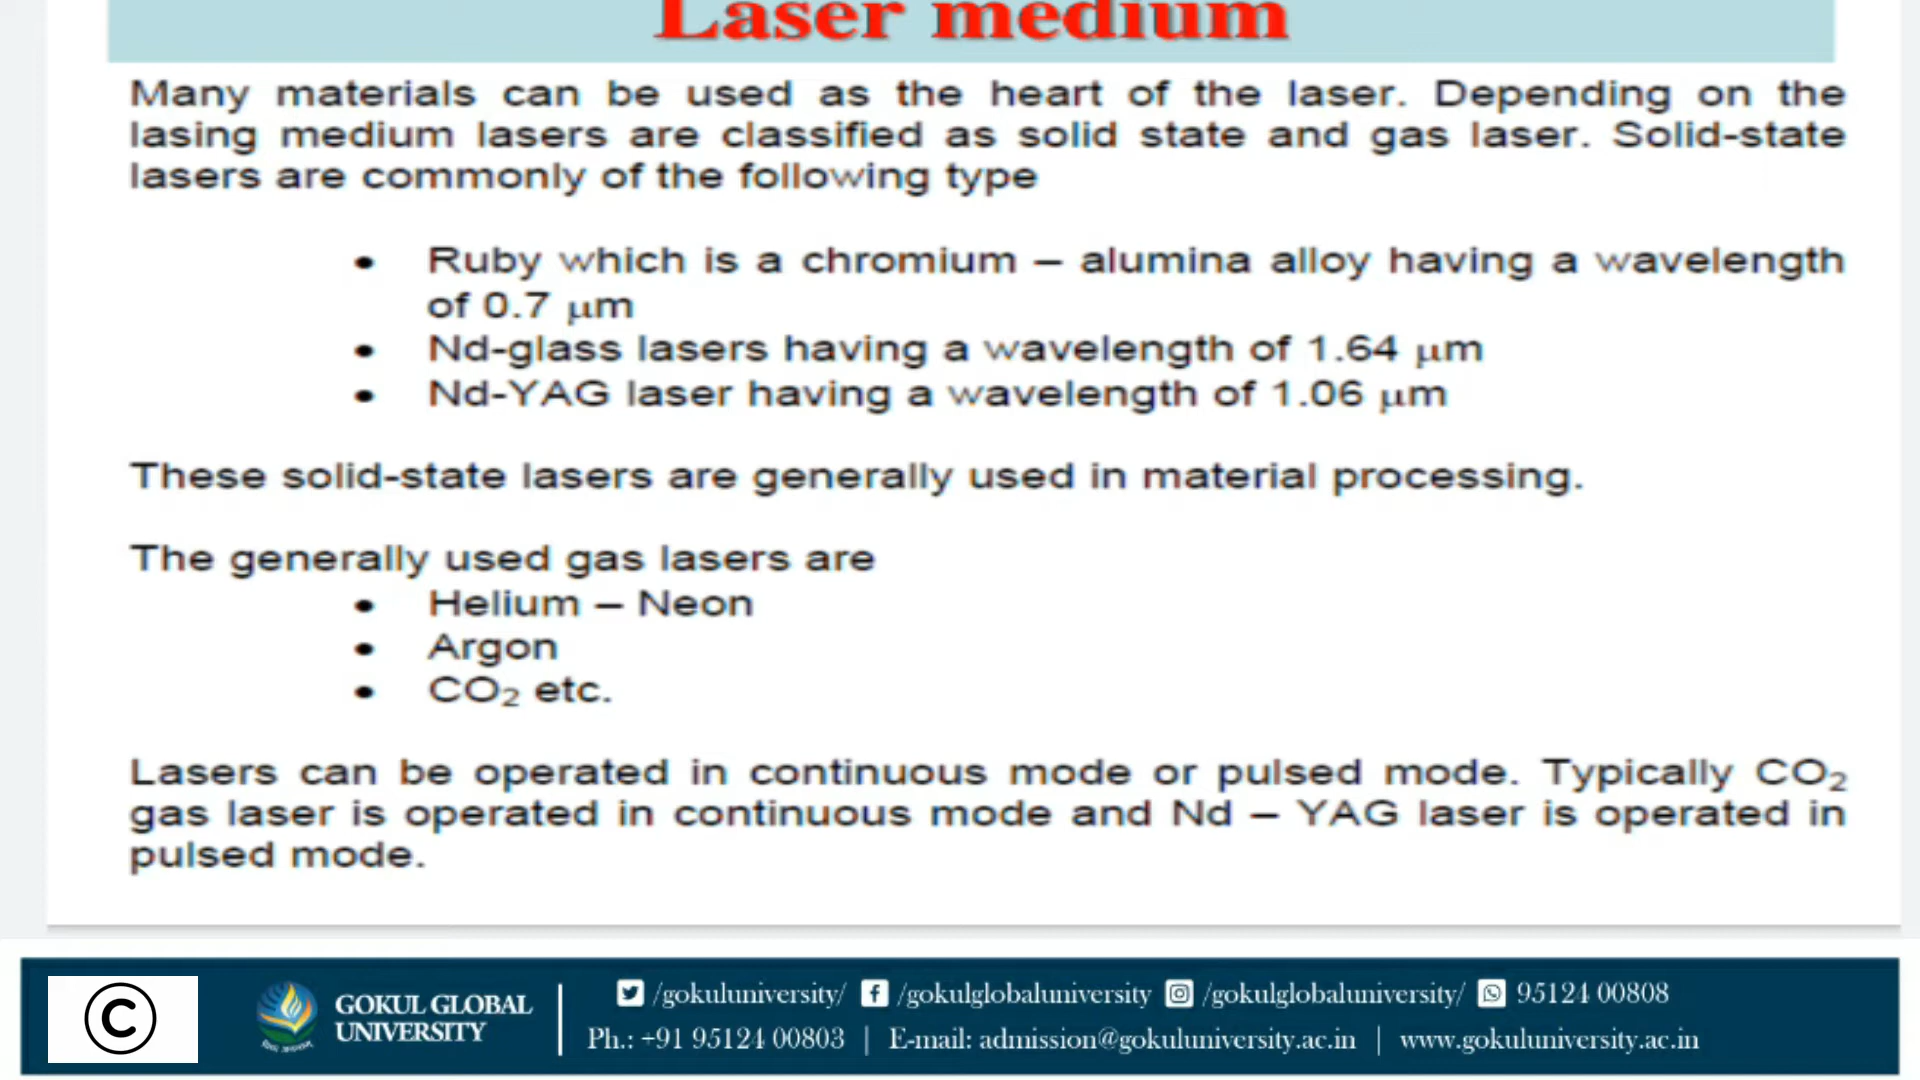 Laser medium
Many materials can be used as the heart of the laser. Depending on the
lasing medium lasers are classified as solid state and gas laser. Solid-state
lasers are commonly of the following type
• Ruby which is a chromium – alumina alloy having a wavelength
of 0.7 μm
• Nd-glass lasers having a wavelength of 1.64 μm
• Nd-YAG laser having a wavelength of 1.06 μm
These solid-state lasers are generally used in material processing.
The generally used gas lasers are
• Helium – Neon
• Argon
• CO₂ etc.
Lasers can be operated in continuous mode or pulsed mode. Typically CO₂
gas laser is operated in continuous mode and Nd – YAG laser is operated in
pulsed mode.
©
GOKUL GLOBAL
UNIVERSITY
/gokuluniversity/ /gokulglobaluniversity /gokulglobaluniversity/ 95124 00808
Ph.: +91 95124 00803 | E-mail: admission@gokuluniversity.ac.in | www.gokuluniversity.ac.in